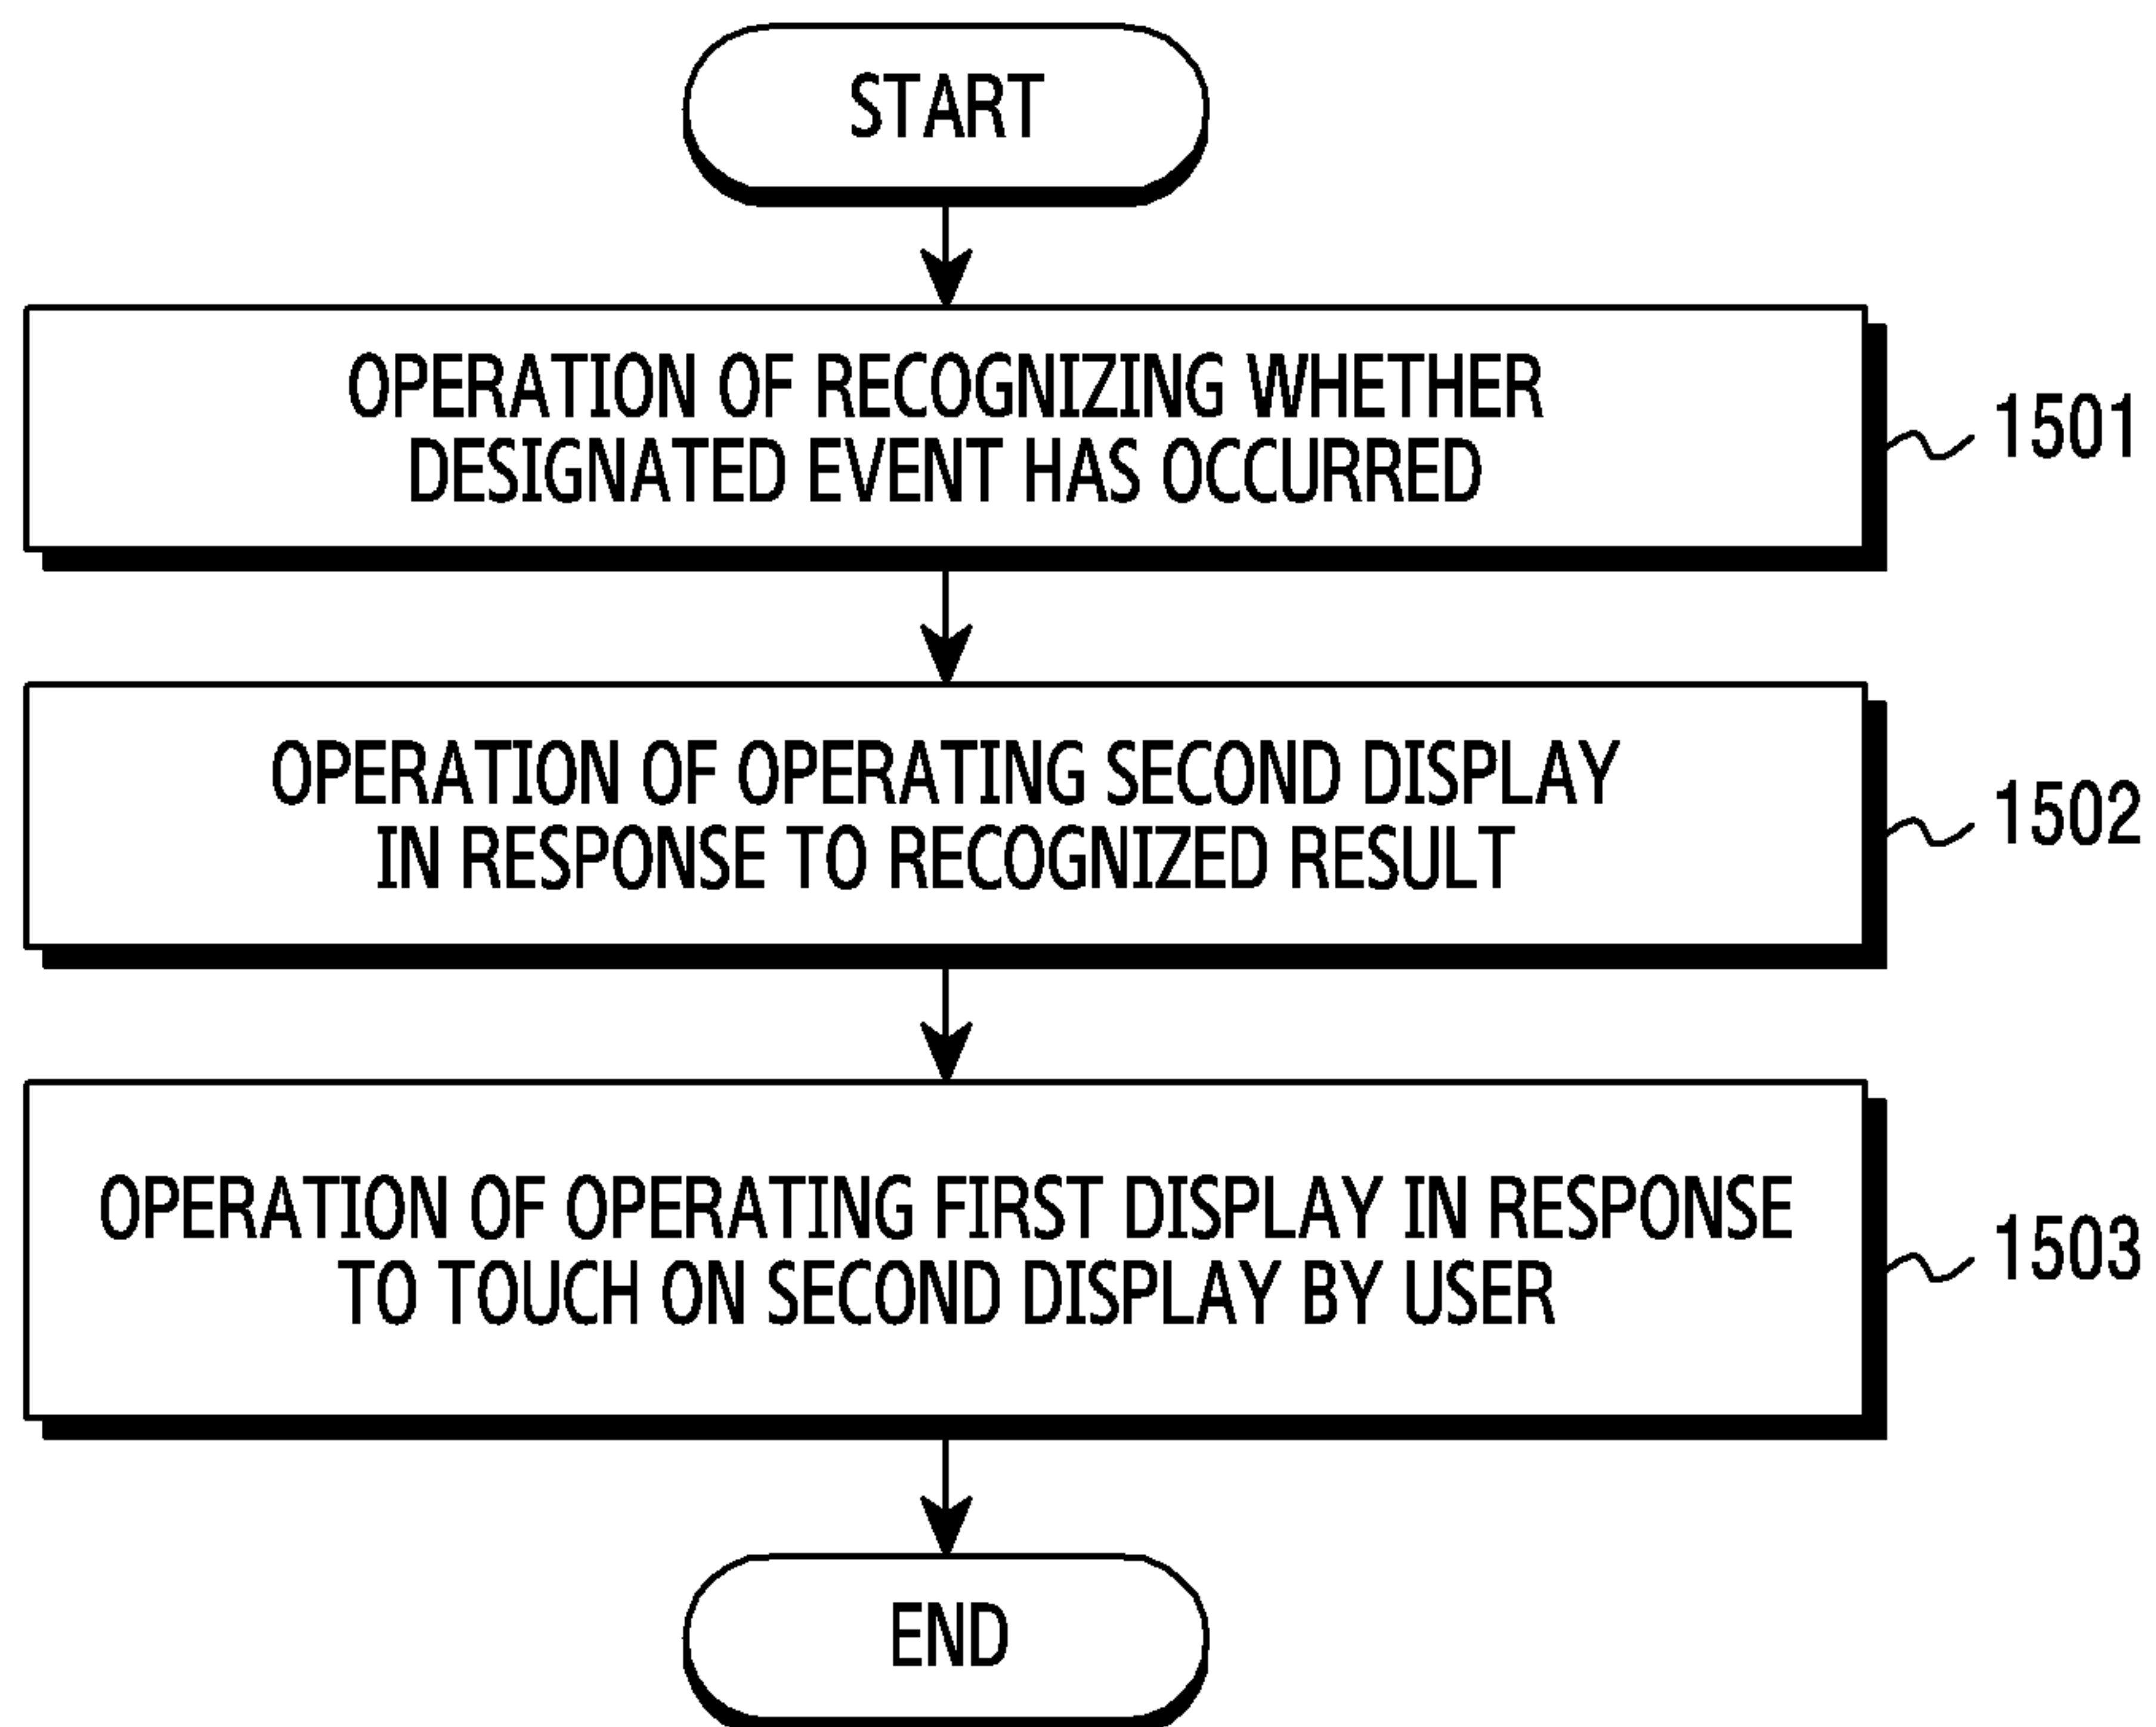 START
OPERATION OF RECOGNIZING WHETHER
DESIGNATED EVENT HAS OCCURRED
1501
OPERATION OF OPERATING SECOND DISPLAY
IN RESPONSE TO RECOGNIZED RESULT
1502
OPERATION OF OPERATING FIRST DISPLAY IN RESPONSE
TO TOUCH ON SECOND DISPLAY BY USER
1503
END